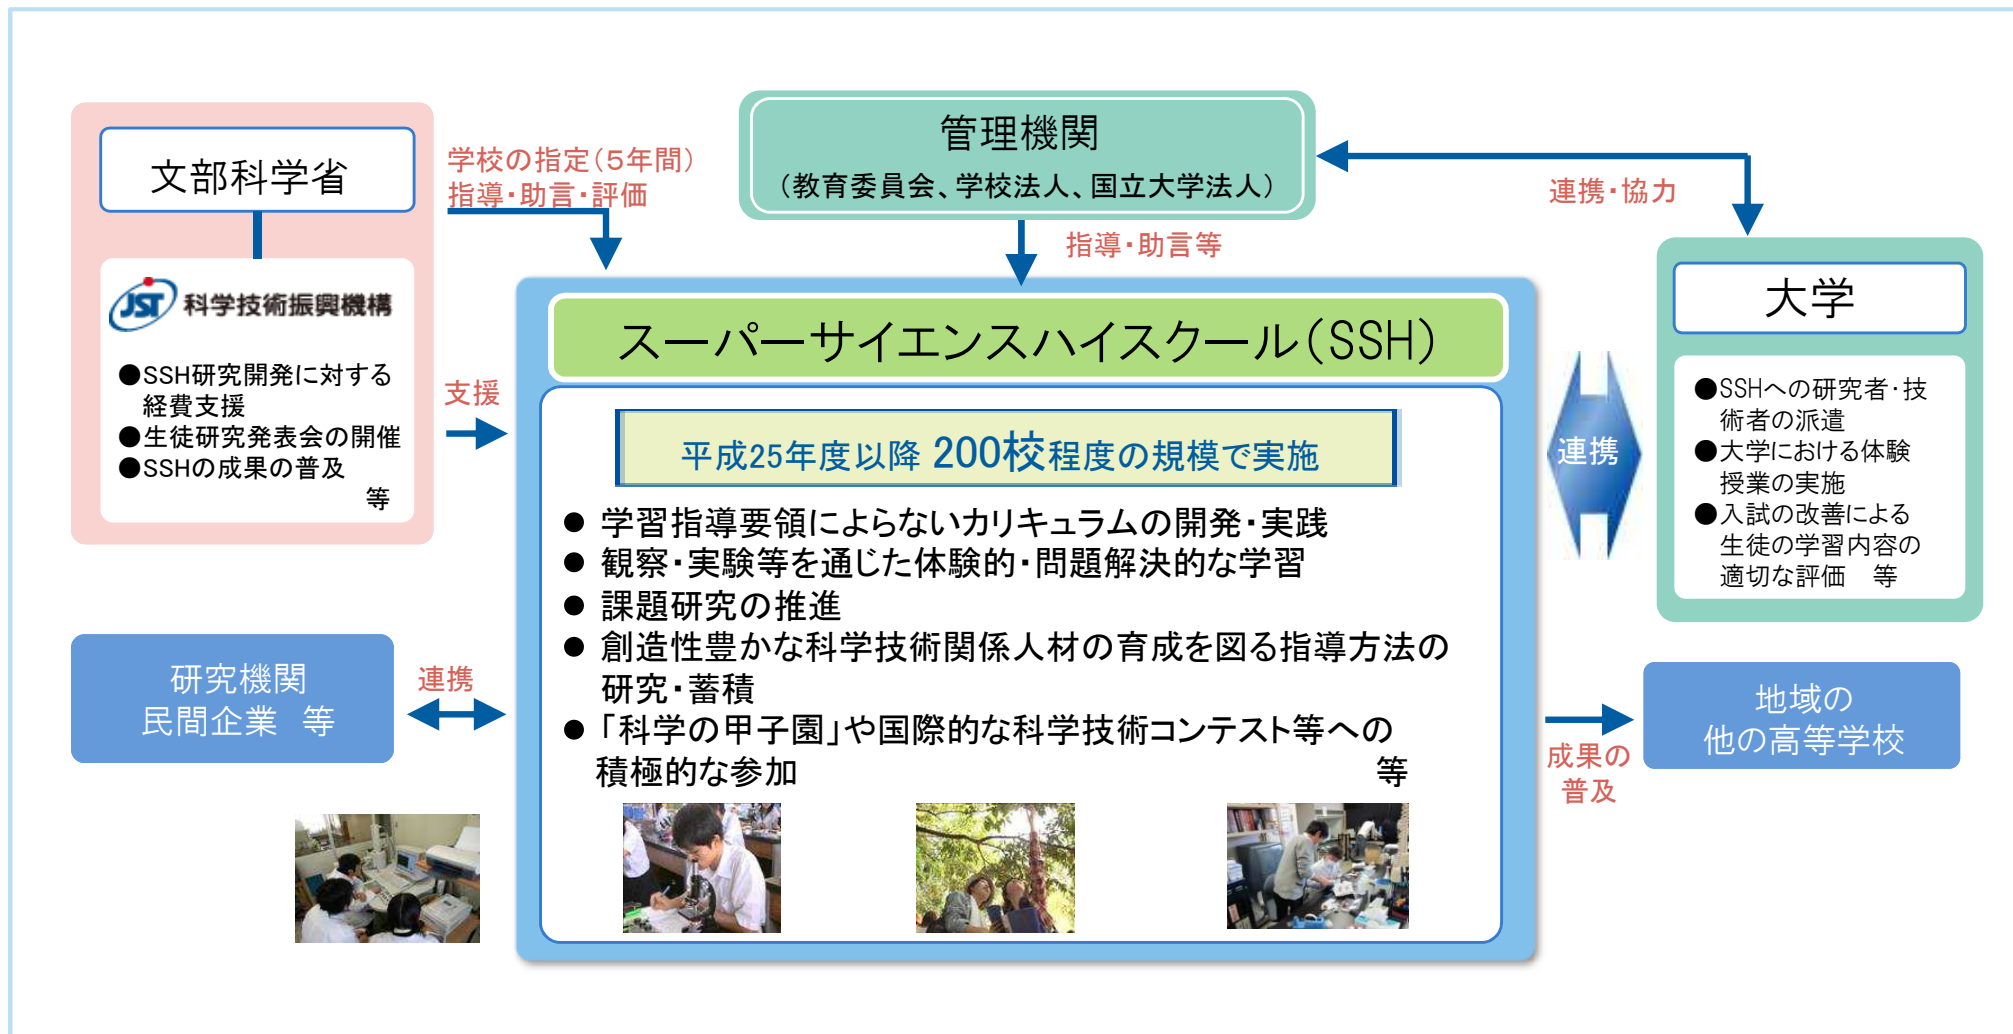 文部科学省
学校の指定(5年間)
指導・助言・評価
JST 科学技術振興機構
●SSH研究開発に対する
経費支援
●生徒研究発表会の開催
●SSHの成果の普及
等
支援
管理機関
(教育委員会、学校法人、国立大学法人)
指導・助言等
連携・協力
大学
●SSHへの研究者・技
術者の派遣
●大学における体験
授業の実施
●入試の改善による
生徒の学習内容の
適切な評価 等
連携
スーパーサイエンスハイスクール(SSH)
平成25年度以降 200校程度の規模で実施
● 学習指導要領によらないカリキュラムの開発・実践
● 観察・実験等を通じた体験的・問題解決的な学習
● 課題研究の推進
● 創造性豊かな科学技術関係人材の育成を図る指導方法の
研究・蓄積
● 「科学の甲子園」や国際的な科学技術コンテスト等への
積極的な参加 等
研究機関
民間企業 等
連携
成果の
普及
地域の
他の高等学校